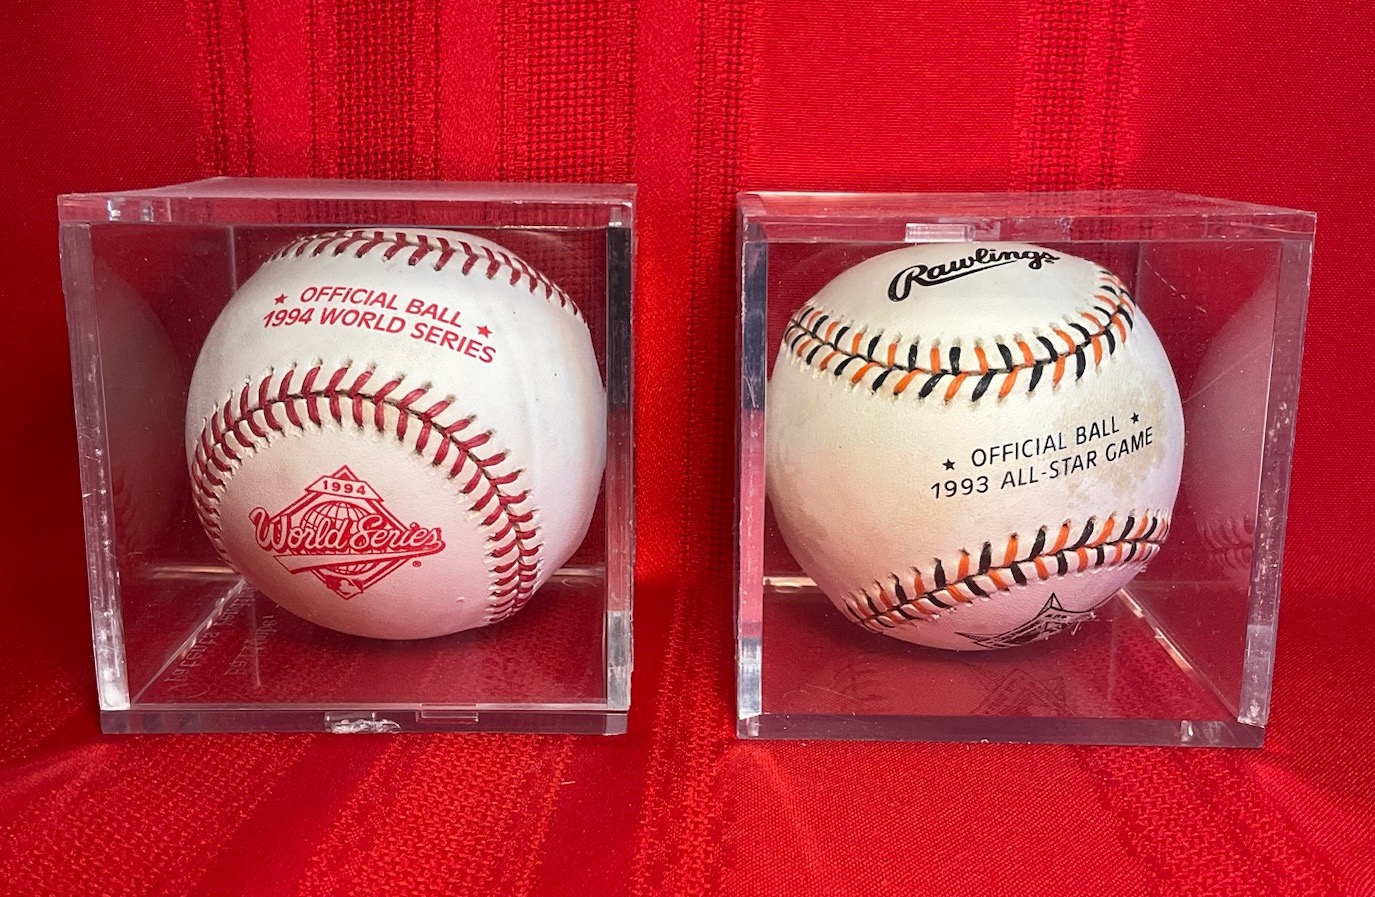 ★ OFFICIAL BALL ★
1994 WORLD SERIES
1994
World Series
®
Rawlings
★ OFFICIAL BALL ★
1993 ALL-STAR GAME